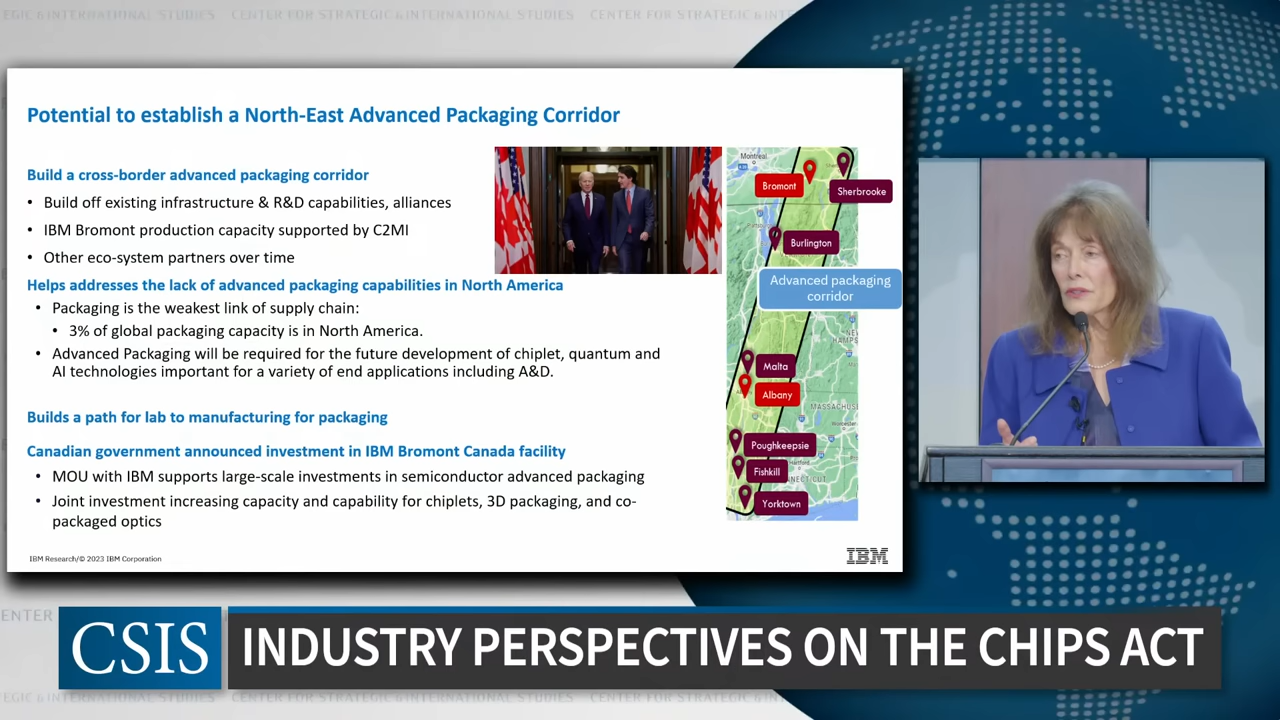 CENTER FOR STRATEGIC & INTERNATIONAL STUDIES
Potential to establish a North-East Advanced Packaging Corridor
Build a cross-border advanced packaging corridor
• Build off existing infrastructure & R&D capabilities, alliances
• IBM Bromont production capacity supported by C2MI
• Other eco-system partners over time
Helps addresses the lack of advanced packaging capabilities in North America
• Packaging is the weakest link of supply chain:
• 3% of global packaging capacity is in North America.
• Advanced Packaging will be required for the future development of chiplet, quantum and
AI technologies important for a variety of end applications including A&D.
Builds a path for lab to manufacturing for packaging
Canadian government announced investment in IBM Bromont Canada facility
• MOU with IBM supports large-scale investments in semiconductor advanced packaging
• Joint investment increasing capacity and capability for chiplets, 3D packaging, and co-
packaged optics
IBM Research/© 2023 IBM Corporation
IBM
Montreal
Bromont
Sherbrooke
Burlington
Advanced packaging
corridor
Malta
Albany
Poughkeepsie
Fishkill
Yorktown
CSIS
INDUSTRY PERSPECTIVES ON THE CHIPS ACT
CENTER FOR STRATEGIC & INTERNATIONAL STUDIES